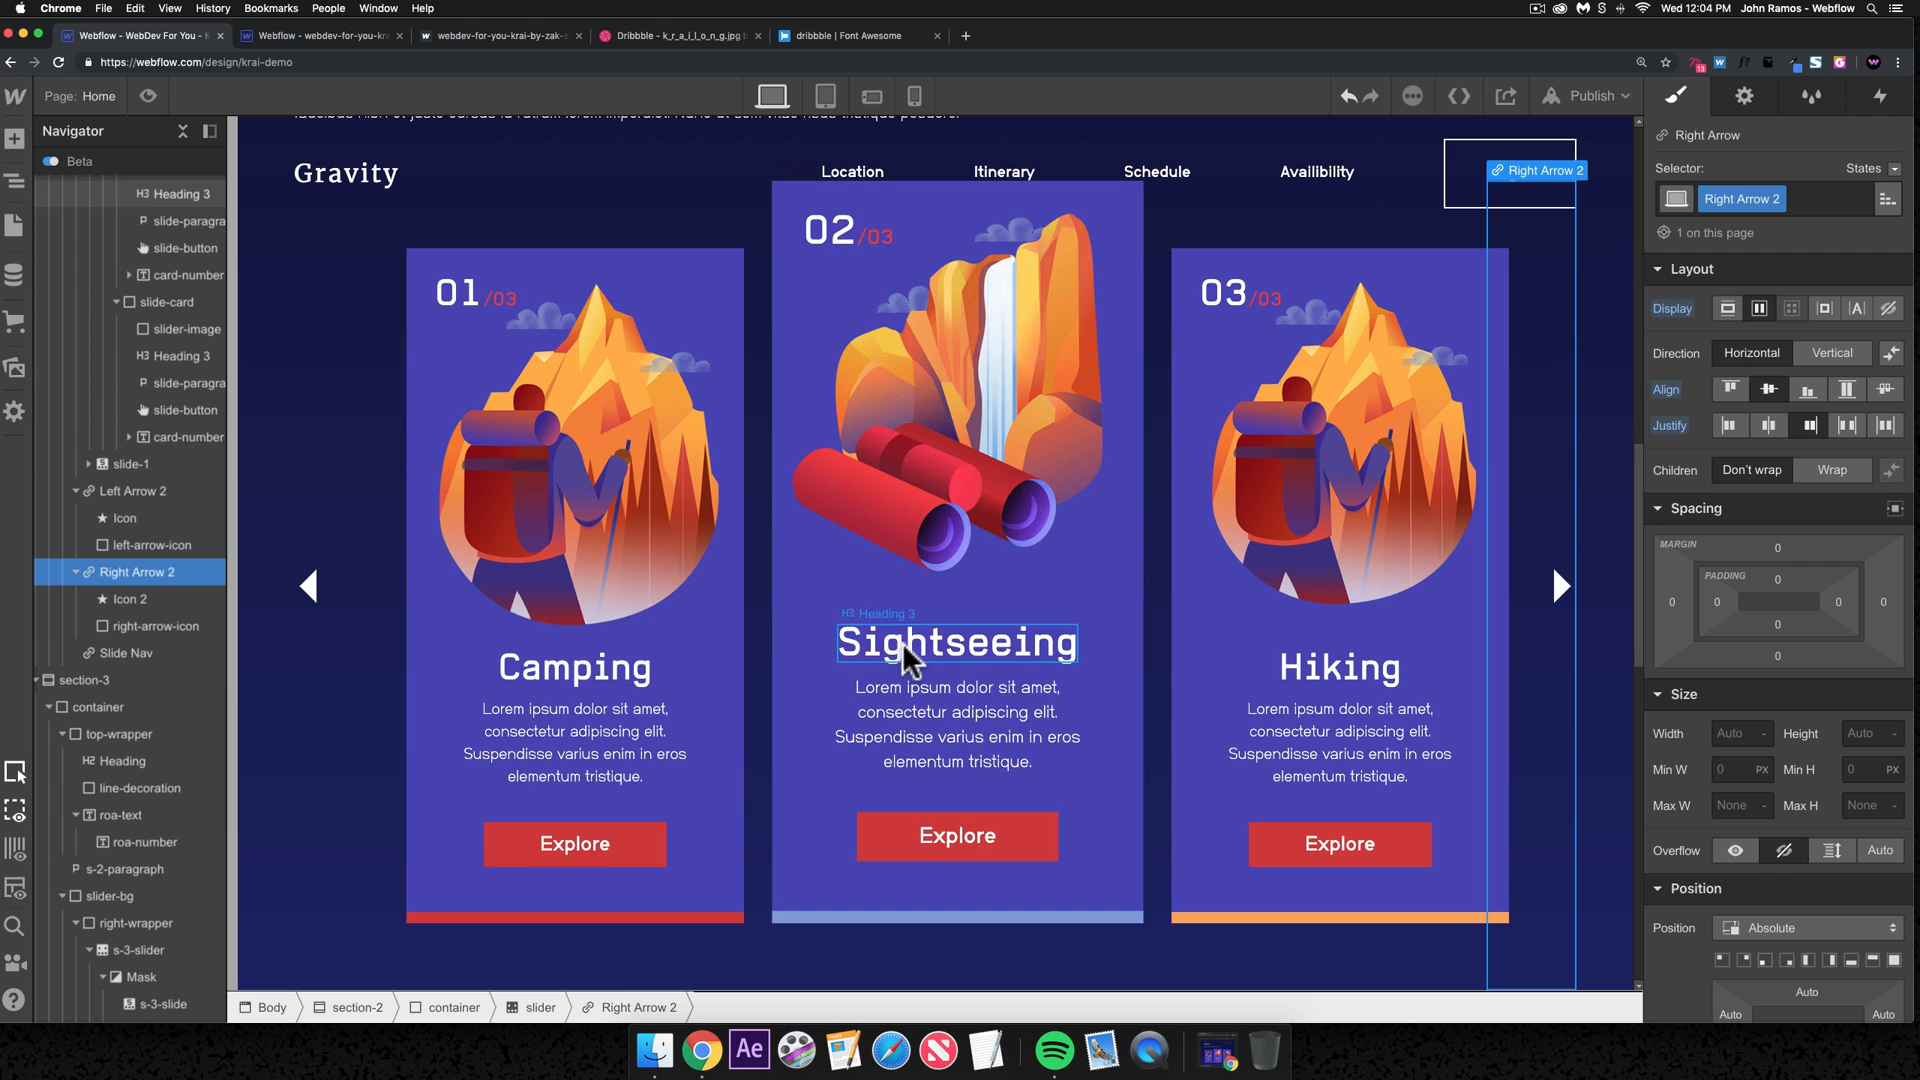 Chrome File Edit View History Bookmarks People Window Help
Wed 12:04 PM John Ramos - Webflow
Webflow - WebDev For You - K
Webflow - webdev-for-you-kra
webdev-for-you-krai-by-zak-s
Dribbble - k_r_a_i_l_o_n_g.jpg b
dribbble | Font Awesome
https://webflow.com/design/krai-demo
13
Page: Home
Publish
Navigator
Beta
H3 Heading 3
P slide-paragra
slide-button
card-number
slide-card
slider-image
H3 Heading 3
P slide-paragra
slide-button
card-number
slide-1
Left Arrow 2
Icon
left-arrow-icon
Right Arrow 2
Icon 2
right-arrow-icon
Slide Nav
section-3
container
top-wrapper
H2 Heading
line-decoration
roa-text
roa-number
P s-2-paragraph
slider-bg
right-wrapper
s-3-slider
Mask
s-3-slide
Gravity
Location
Itinerary
Schedule
Availibility
Right Arrow 2
01/03
Camping
Lorem ipsum dolor sit amet,
consectetur adipiscing elit.
Suspendisse varius enim in eros
elementum tristique.
Explore
02/03
H3 Heading 3
Sightseeing
Lorem ipsum dolor sit amet,
consectetur adipiscing elit.
Suspendisse varius enim in eros
elementum tristique.
Explore
03/03
Hiking
Lorem ipsum dolor sit amet,
consectetur adipiscing elit.
Suspendisse varius enim in eros
elementum tristique.
Explore
Body section-2 container slider Right Arrow 2
Right Arrow
Selector: States
Right Arrow 2
1 on this page
Layout
Display
Direction Horizontal Vertical
Align
Justify
Children Don't wrap Wrap
Spacing
MARGIN
0
PADDING
0
0 0 0 0
0
0
Size
Width Auto - Height Auto -
Min W 0 PX Min H 0 PX
Max W None - Max H None -
Overflow Auto
Position
Position Absolute
Auto
Auto Auto
Ae